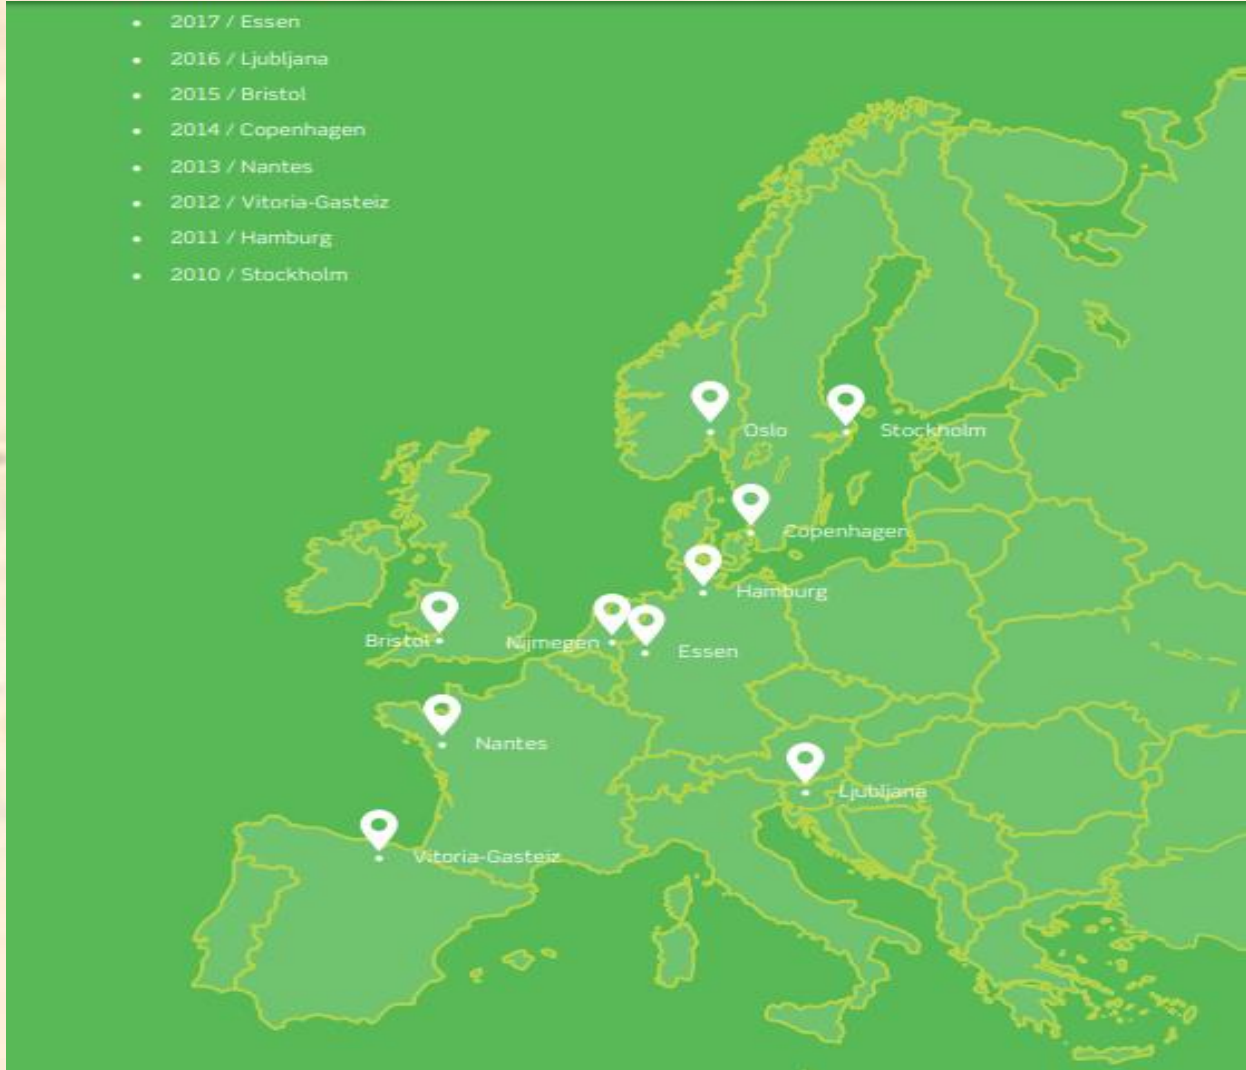 2017 / Essen
2016 / Ljubljana
2015 / Bristol
2014 / Copenhagen
2013 / Nantes
2012 / Vitoria-Gasteiz
2011 / Hamburg
2010 / Stockholm
Oslo
Stockholm
Copenhagen
Hamburg
Bristol
Nijmegen
Essen
Nantes
Ljubljana
Vitoria-Gasteiz